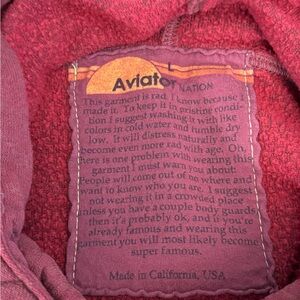 L
Aviator NATION
This garment is rad. I know because I
made it. To keep it in pristine condi-
tion I suggest washing it with like
colors in cold water and tumble dry
low. It will distress naturally and
become even more rad with age. Oh,
there is one problem with wearing this
garment I must warn you about:
People will come out of no where and
want to know who you are. I suggest
not wearing it in a crowded place
unless you have a couple body guards
then it's probably ok, and if you're
already famous and wearing this
garment you will most likely become
super famous.
Made in California, USA